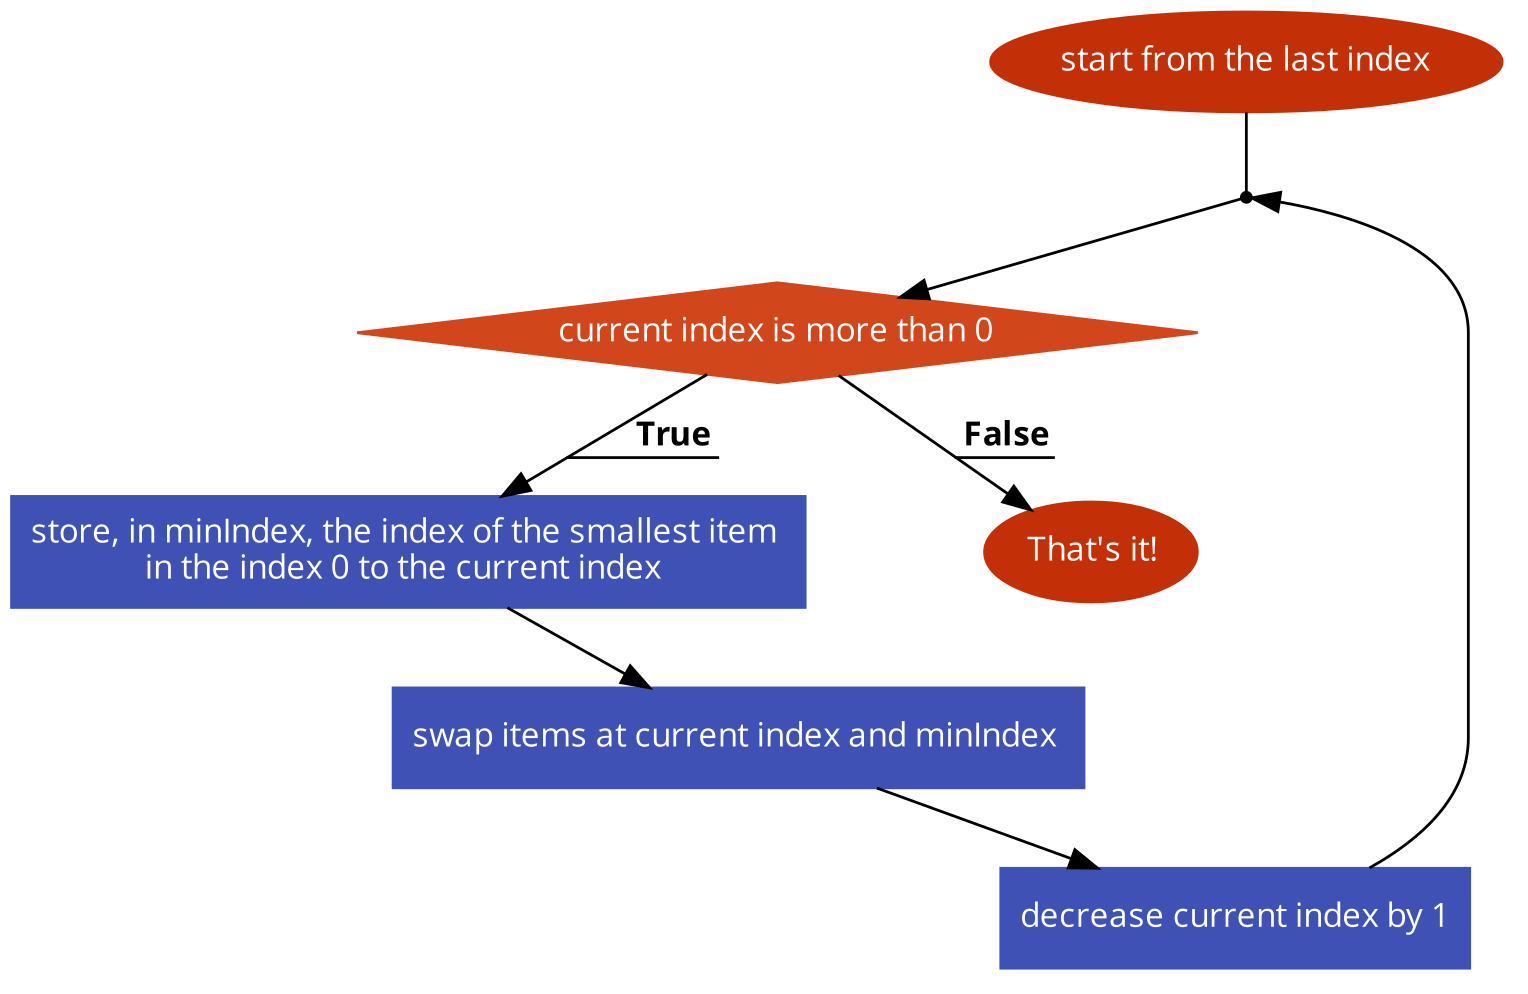 start from the last index
current index is more than 0
True
False
store, in minIndex, the index of the smallest item
in the index 0 to the current index
That's it!
swap items at current index and minIndex
decrease current index by 1